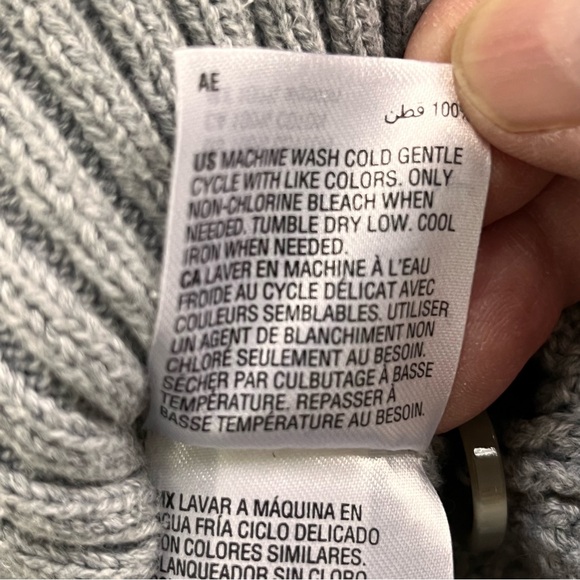 AE
100% قطن
US MACHINE WASH COLD GENTLE
CYCLE WITH LIKE COLORS. ONLY
NON-CHLORINE BLEACH WHEN
NEEDED. TUMBLE DRY LOW. COOL
IRON WHEN NEEDED.
CA LAVER EN MACHINE À L'EAU
FROIDE AU CYCLE DÉLICAT AVEC
COULEURS SEMBLABLES. UTILISER
UN AGENT DE BLANCHIMENT NON
CHLORÉ SEULEMENT AU BESOIN.
SÉCHER PAR CULBUTAGE À BASSE
TEMPÉRATURE. REPASSER À
BASSE TEMPÉRATURE AU BESOIN.
MX LAVAR A MÁQUINA EN
AGUA FRÍA CICLO DELICADO
CON COLORES SIMILARES.
BLANQUEADOR SIN CLORO